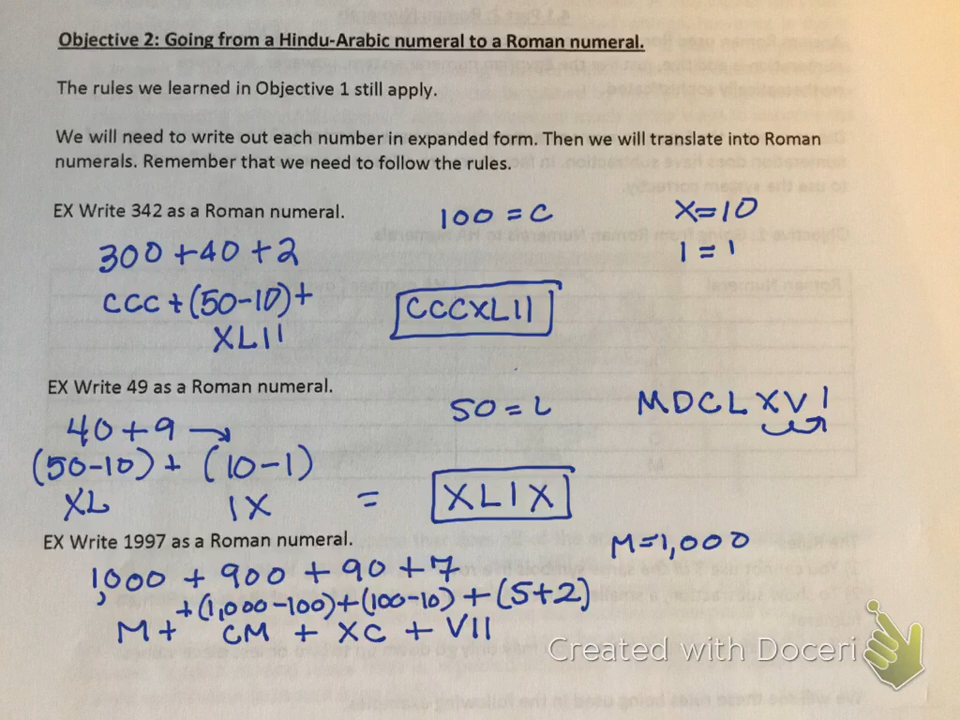 Objective 2: Going from a Hindu-Arabic numeral to a Roman numeral.
The rules we learned in Objective 1 still apply.
We will need to write out each number in expanded form. Then we will translate into Roman
numerals. Remember that we need to follow the rules.
EX Write 342 as a Roman numeral.
100 = C
X=10
300 +40 +2
1 = 1
CCC + (50-10) +
XLII
CCCXLII
EX Write 49 as a Roman numeral.
50 = L
MDCLXVI
40+9 →
(50-10) + (10-1)
XL IX = XLIX
EX Write 1997 as a Roman numeral.
M=1,000
1000 + 900 + 90 + 7
+(1,000-100)+(100-10) + (5+2)
M + CM + XC + VII
Created with Doceri